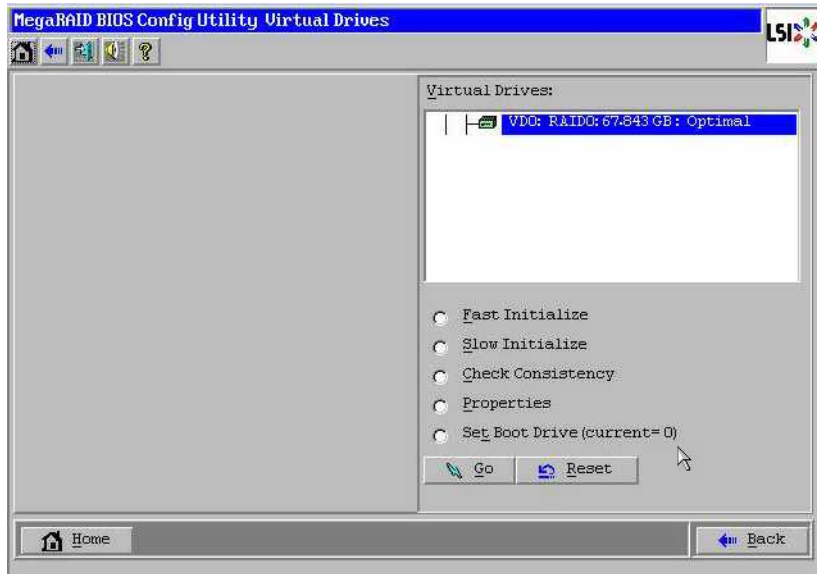 MegaRAID BIOS Config Utility Virtual Drives
LSI
?
Virtual Drives:
VD0: RAID0: 67.843 GB: Optimal
Fast Initialize
Slow Initialize
Check Consistency
Properties
Set Boot Drive (current= 0)
Go
Reset
Home
Back